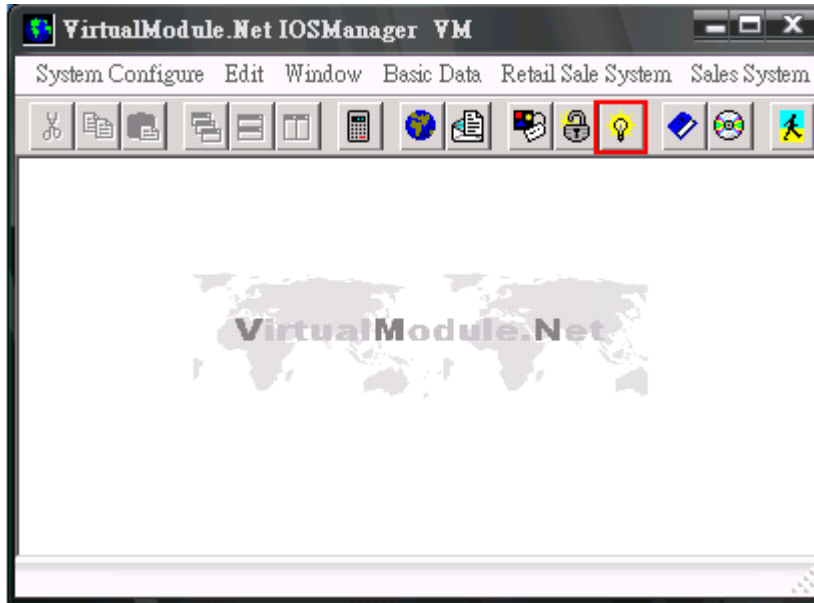 VirtualModule.Net IOSManager VM
System Configure Edit Window Basic Data Retail Sale System Sales System
VirtualModule.Net